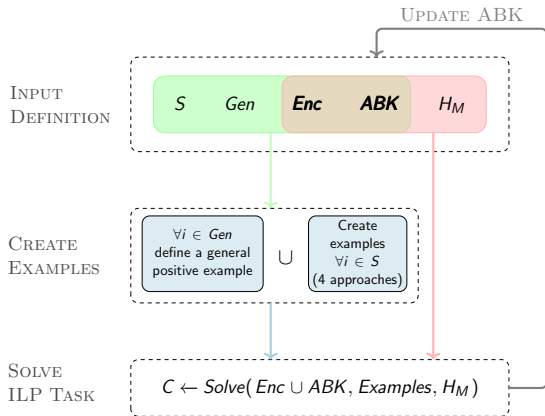 UPDATE ABK
INPUT
DEFINITION
S Gen Enc ABK H_M
CREATE
EXAMPLES
∀i ∈ Gen
define a general
positive example
∪
Create
examples
∀i ∈ S
(4 approaches)
SOLVE
ILP TASK
C ← Solve(Enc ∪ ABK, Examples, H_M)